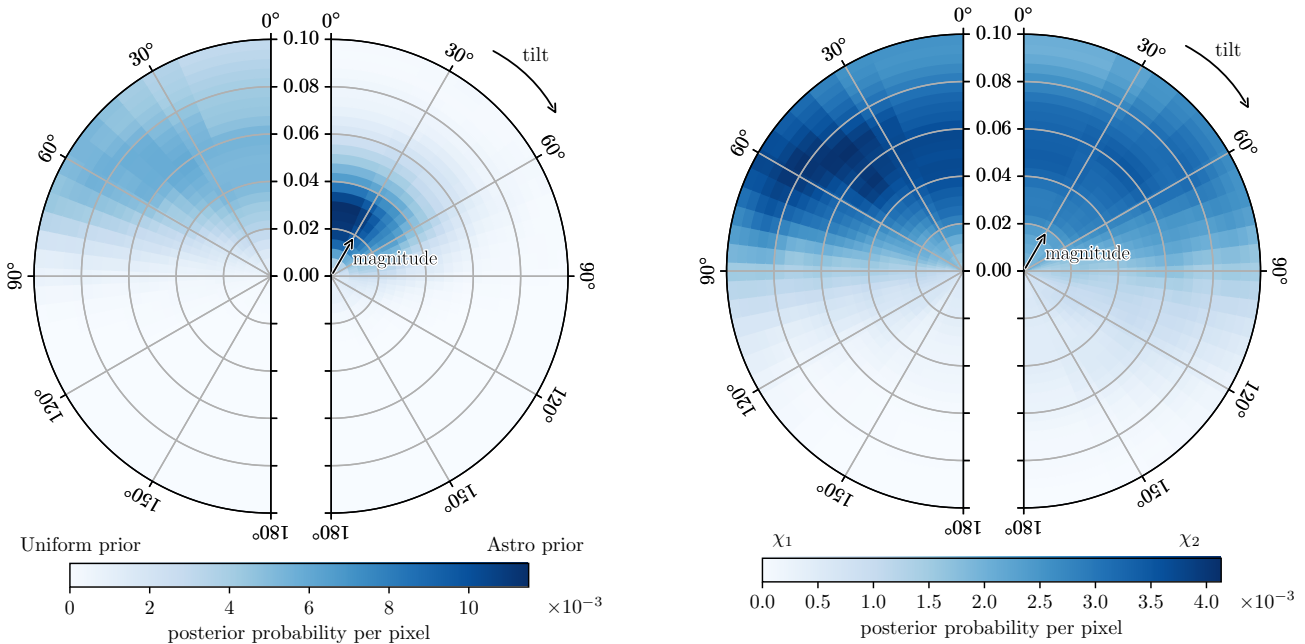 0° 0° 0° 0°
30° 0.10 30° tilt 30° 0.10 30° tilt
0.08 0.08
60° 0.06 60° 60° 0.06 60°
0.04 0.04
0.02 0.02
magnitude magnitude
90° 0.00 90° 90° 0.00 90°
120° 120° 120° 120°
150° 150° 150° 150°
180° 180° 180° 180°
Uniform prior Astro prior χ₁ χ₂
0 2 4 6 8 10 ×10⁻³ 0.0 0.5 1.0 1.5 2.0 2.5 3.0 3.5 4.0 ×10⁻³
posterior probability per pixel posterior probability per pixel